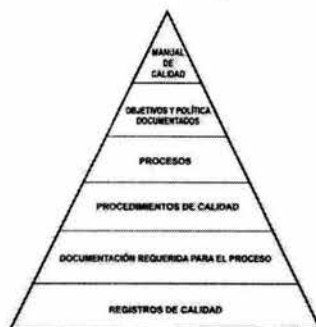 MANUAL
DE
CALIDAD
OBJETIVOS Y POLÍTICA
DOCUMENTADOS
PROCESOS
PROCEDIMIENTOS DE CALIDAD
DOCUMENTACIÓN REQUERIDA PARA EL PROCESO
REGISTROS DE CALIDAD